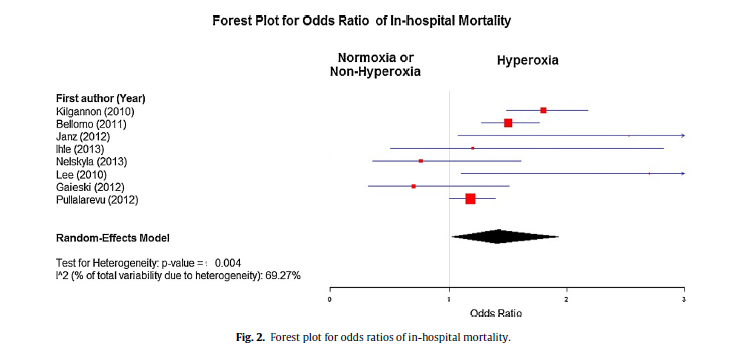 Forest Plot for Odds Ratio of In-hospital Mortality
Normoxia or
Non-Hyperoxia
Hyperoxia
First author (Year)
Kilgannon (2010)
Bellomo (2011)
Janz (2012)
Ihle (2013)
Nelskyla (2013)
Lee (2010)
Gaieski (2012)
Pullalarevu (2012)
Random-Effects Model
Test for Heterogeneity: p-value = : 0.004
I^2 (% of total variability due to heterogeneity): 69.27%
0 1 2 3
Odds Ratio
Fig. 2. Forest plot for odds ratios of in-hospital mortality.